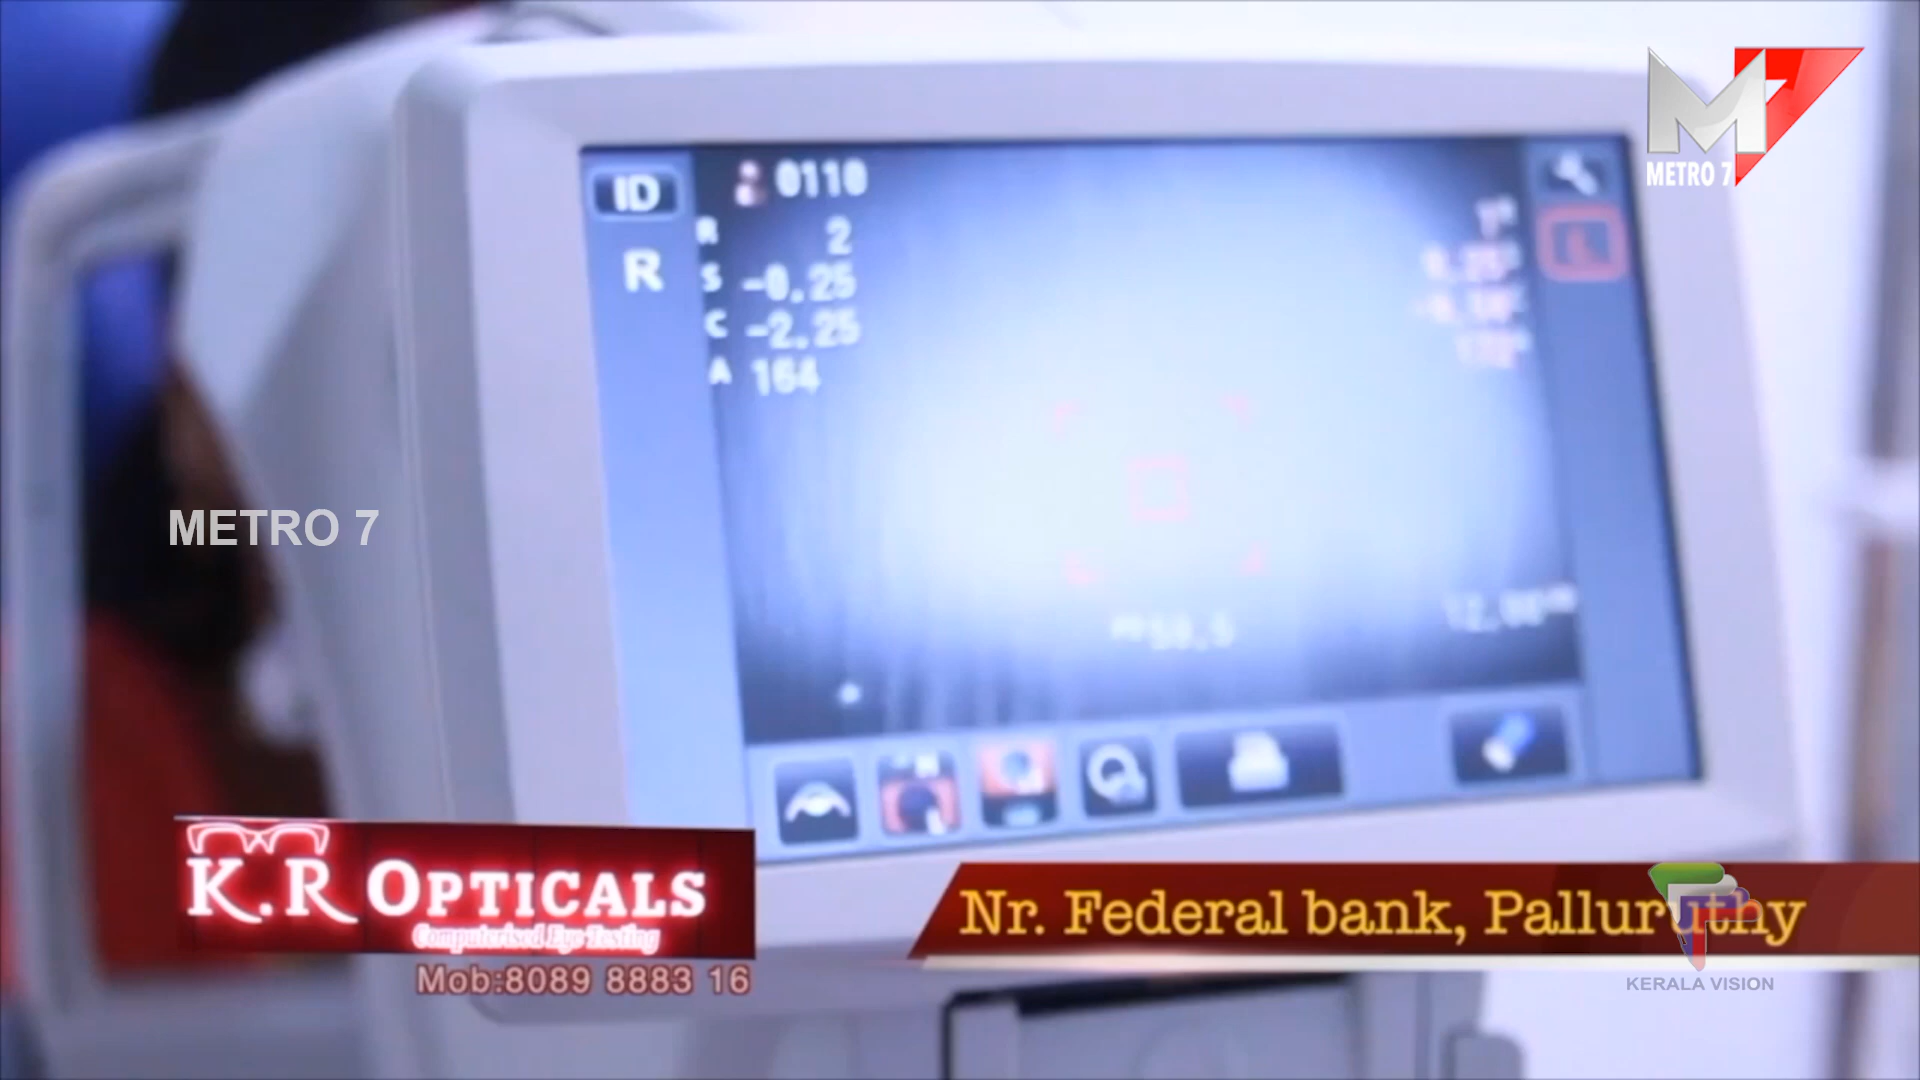 METRO 7
ID
0110
R 2
R
S -0.25
C -2.25
A 164
METRO 7
K.R OPTICALS
Computerised Eye Testing
Mob:8089 8883 16
Nr. Federal bank, Palluruthy
KERALA VISION